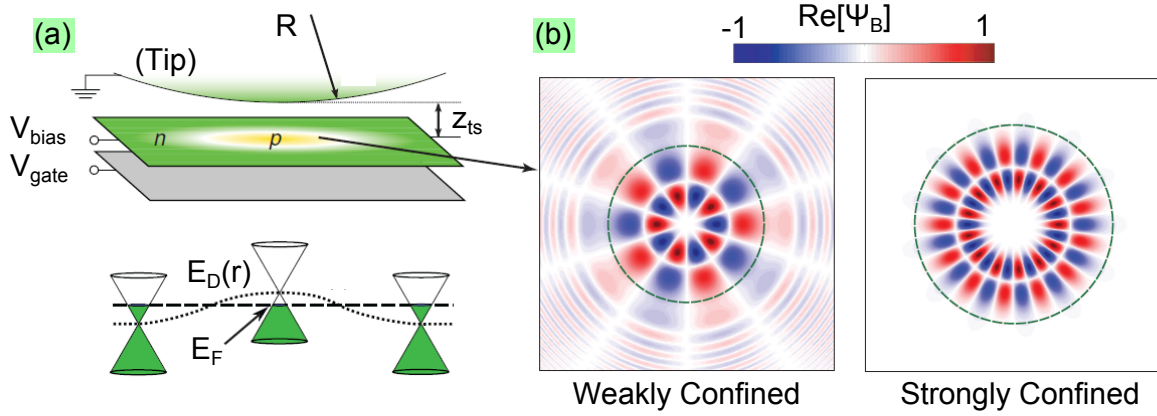 (a)
R
(Tip)
z_ts
n
p
V_bias
V_gate
E_D(r)
E_F
(b)
Re[Ψ_B]
-1
1
Weakly Confined
Strongly Confined